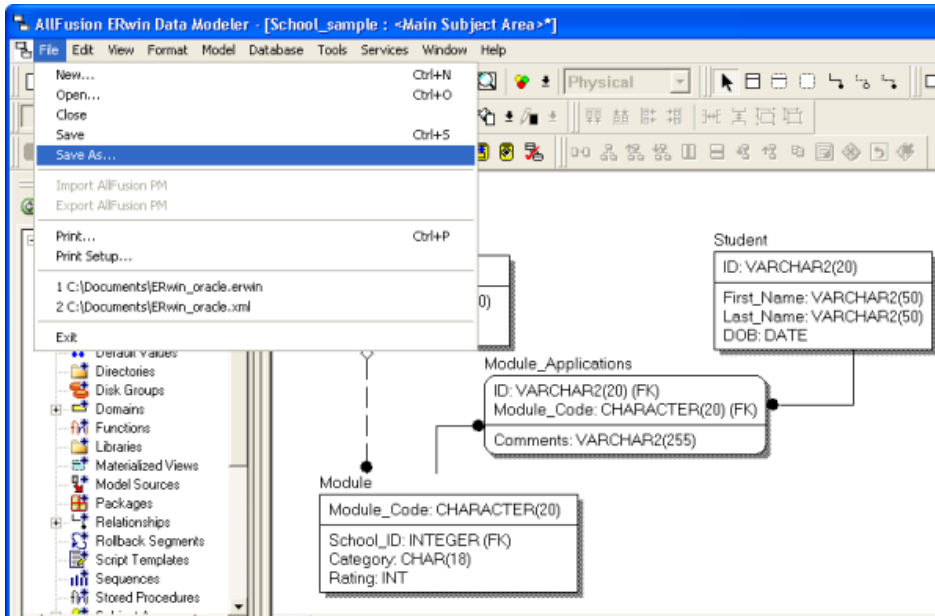 AllFusion ERwin Data Modeler - [School_sample : <Main Subject Area>*]
File Edit View Format Model Database Tools Services Window Help
New... Ctrl+N
Open... Ctrl+O
Close
Save Ctrl+S
Save As...
Import AllFusion PM
Export AllFusion PM
Print... Ctrl+P
Print Setup...
1 C:\Documents\ERwin_oracle.erwin
2 C:\Documents\ERwin_oracle.xml
Exit
Physical
Default Values
Directories
Disk Groups
Domains
Functions
Libraries
Materialized Views
Model Sources
Packages
Relationships
Rollback Segments
Script Templates
Sequences
Stored Procedures
0)
Student
ID: VARCHAR2(20)
First_Name: VARCHAR2(50)
Last_Name: VARCHAR2(50)
DOB: DATE
Module_Applications
ID: VARCHAR2(20) (FK)
Module_Code: CHARACTER(20) (FK)
Comments: VARCHAR2(255)
Module
Module_Code: CHARACTER(20)
School_ID: INTEGER (FK)
Category: CHAR(18)
Rating: INT